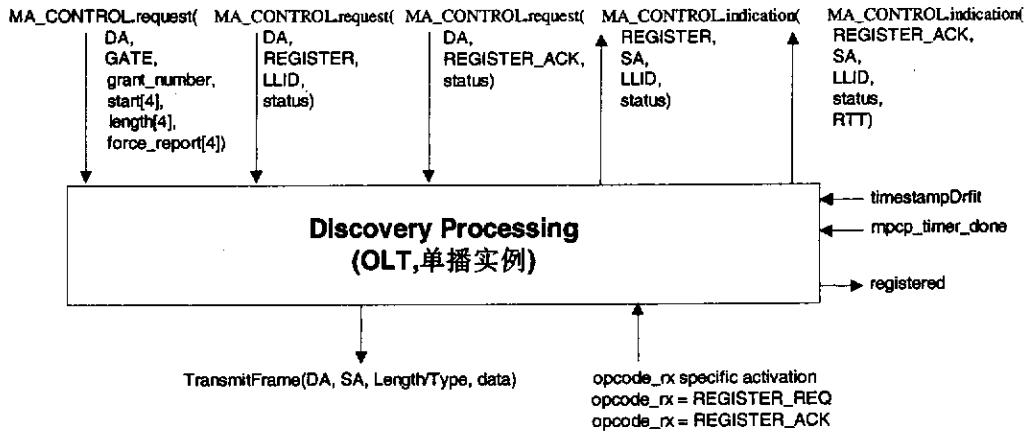 MA_CONTROL.request(
DA,
GATE,
grant_number,
start[4],
length[4],
force_report[4])
MA_CONTROL.request(
DA,
REGISTER,
LLID,
status)
MA_CONTROL.request(
DA,
REGISTER_ACK,
status)
MA_CONTROL.indication(
REGISTER,
SA,
LLID,
status)
MA_CONTROL.indication(
REGISTER_ACK,
SA,
LLID,
status,
RTT)
Discovery Processing
(OLT,单播实例)
timestampDrfit
mpcp_timer_done
registered
TransmitFrame(DA, SA, Length/Type, data)
opcode_rx specific activation
opcode_rx = REGISTER_REQ
opcode_rx = REGISTER_ACK